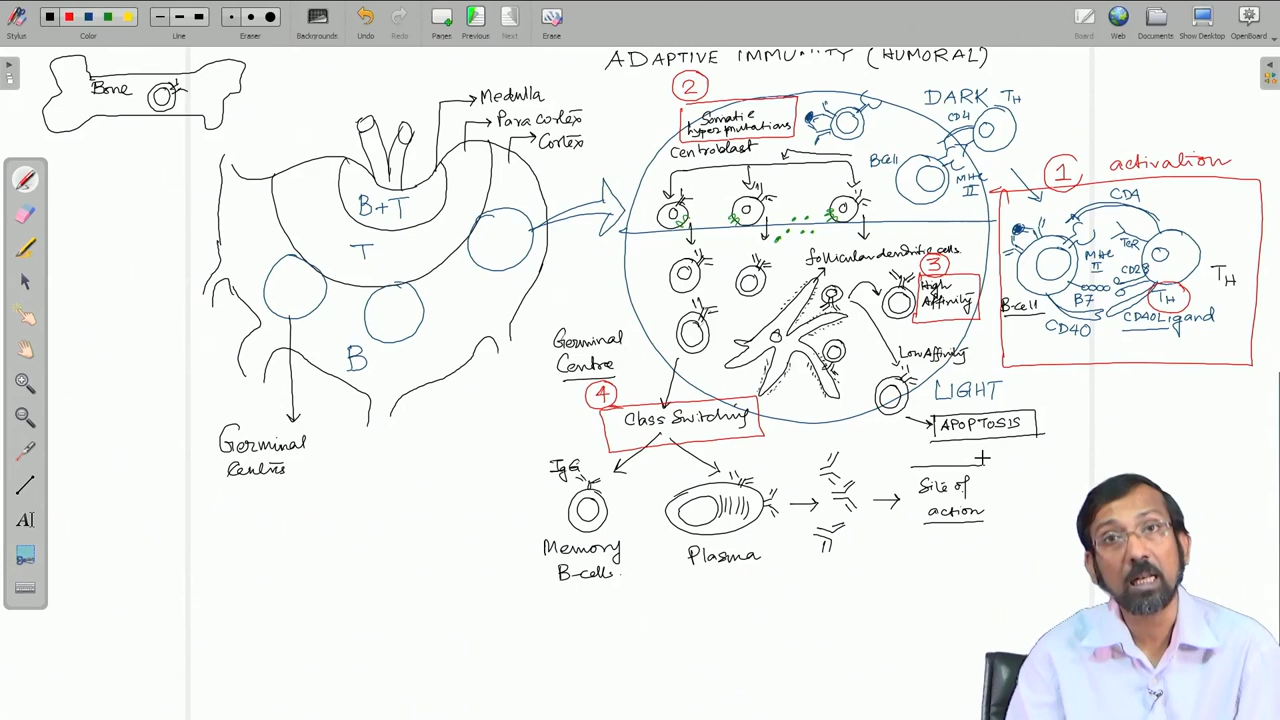 Stylus
Color
Line
Eraser
Backgrounds
Undo
Redo
Pages
Previous
Next
Erase
Board
Web
Documents
Show Desktop
OpenBoard
ADAPTIVE IMMUNITY (HUMORAL)
Bone
Medulla
Para cortex
Cortex
B+T
T
B
Germinal
Centres
2
Somatic
hypermutations
Centroblast
DARK
TH
CD4
B cell
MHC
II
1
activation
CD4
TCR
MHC
II
CD28
B7
TH
TH
B-cell
CD40
CD40Ligand
follicular dendritic cells
3
High
Affinity
Low Affinity
LIGHT
APOPTOSIS
Germinal
Centre
4
Class Switching
IgG
Memory
B-cells.
Plasma
Site of
action